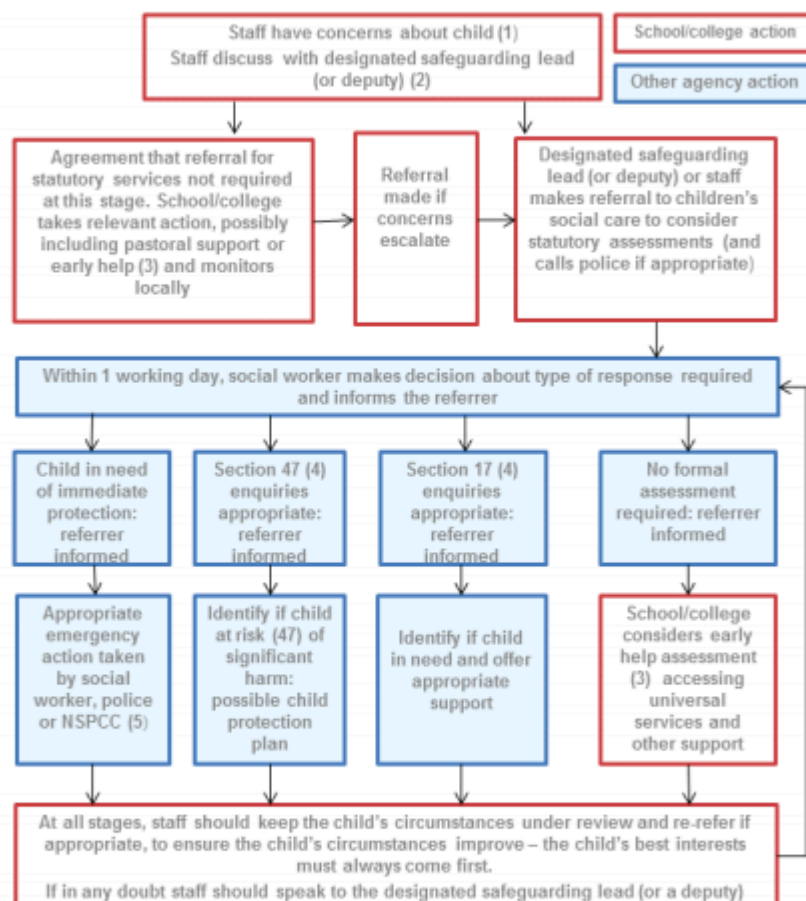 Staff have concerns about child (1)
Staff discuss with designated safeguarding lead
(or deputy) (2)
School/college action
Other agency action
Agreement that referral for
statutory services not required
at this stage. School/college
takes relevant action, possibly
including pastoral support or
early help (3) and monitors
locally
Referral
made if
concerns
escalate
Designated safeguarding
lead (or deputy) or staff
makes referral to children's
social care to consider
statutory assessments (and
calls police if appropriate)
Within 1 working day, social worker makes decision about type of response required
and informs the referrer
Child in need
of immediate
protection:
referrer
informed
Section 47 (4)
enquiries
appropriate:
referrer
informed
Section 17 (4)
enquiries
appropriate:
referrer
informed
No formal
assessment
required: referrer
informed
Appropriate
emergency
action taken
by social
worker, police
or NSPCC (5)
Identify if child
at risk (47) of
significant
harm:
possible child
protection
plan
Identify if child
in need and offer
appropriate
support
School/college
considers early
help assessment
(3) accessing
universal
services and
other support
At all stages, staff should keep the child's circumstances under review and re-refer if
appropriate, to ensure the child's circumstances improve – the child's best interests
must always come first.
If in any doubt staff should speak to the designated safeguarding lead (or a deputy)